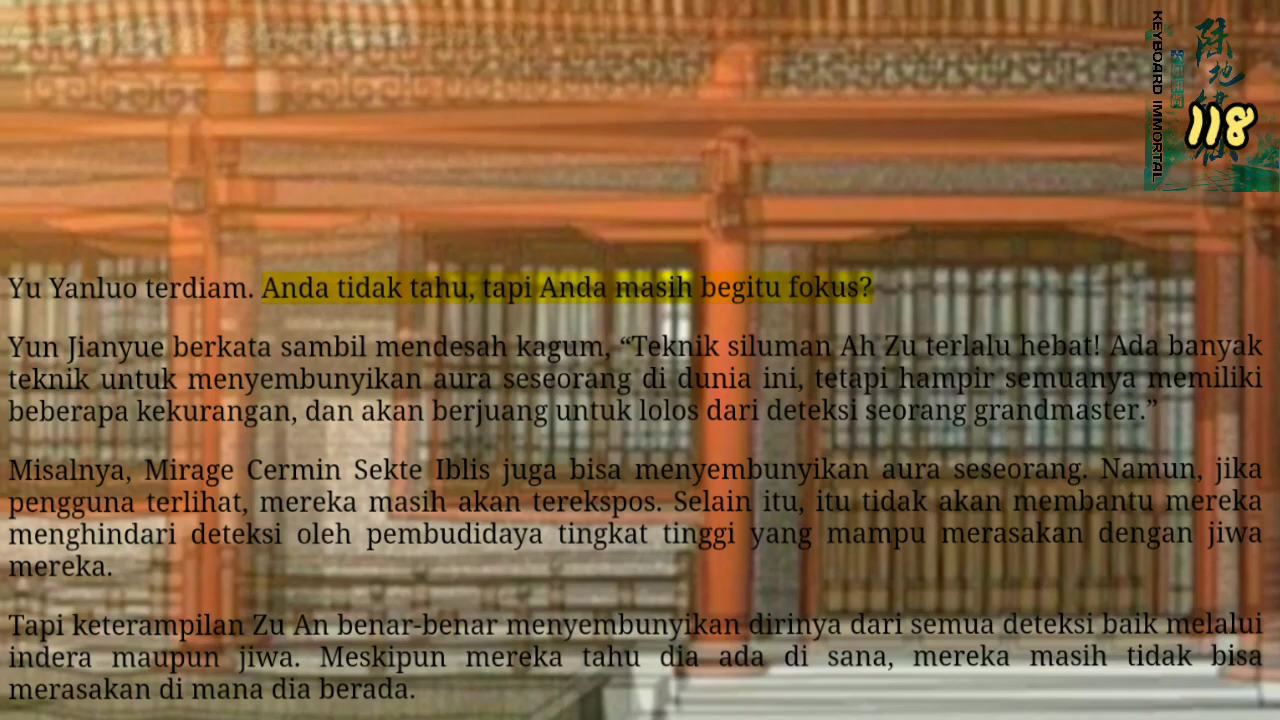 KEYBOARD IMMORTAL
118
Yu Yanluo terdiam. Anda tidak tahu, tapi Anda masih begitu fokus?
Yun Jianyue berkata sambil mendesah kagum, “Teknik siluman Ah Zu terlalu hebat! Ada banyak
teknik untuk menyembunyikan aura seseorang di dunia ini, tetapi hampir semuanya memiliki
beberapa kekurangan, dan akan berjuang untuk lolos dari deteksi seorang grandmaster.”
Misalnya, Mirage Cermin Sekte Iblis juga bisa menyembunyikan aura seseorang. Namun, jika
pengguna terlihat, mereka masih akan terekspos. Selain itu, itu tidak akan membantu mereka
menghindari deteksi oleh pembudidaya tingkat tinggi yang mampu merasakan dengan jiwa
mereka.
Tapi keterampilan Zu An benar-benar menyembunyikan dirinya dari semua deteksi baik melalui
indera maupun jiwa. Meskipun mereka tahu dia ada di sana, mereka masih tidak bisa
merasakan di mana dia berada.